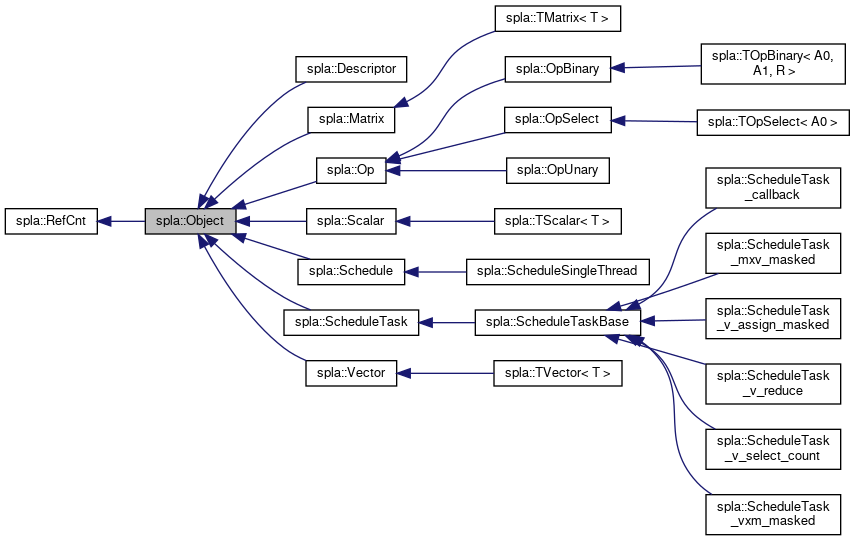 spla::RefCnt
spla::Object
spla::Descriptor
spla::Matrix
spla::Op
spla::Scalar
spla::Schedule
spla::ScheduleTask
spla::Vector
spla::TMatrix< T >
spla::OpBinary
spla::OpSelect
spla::OpUnary
spla::TScalar< T >
spla::ScheduleSingleThread
spla::ScheduleTaskBase
spla::TVector< T >
spla::TOpBinary< A0,
A1, R >
spla::TOpSelect< A0 >
spla::ScheduleTask
_callback
spla::ScheduleTask
_mxv_masked
spla::ScheduleTask
_v_assign_masked
spla::ScheduleTask
_v_reduce
spla::ScheduleTask
_v_select_count
spla::ScheduleTask
_vxm_masked